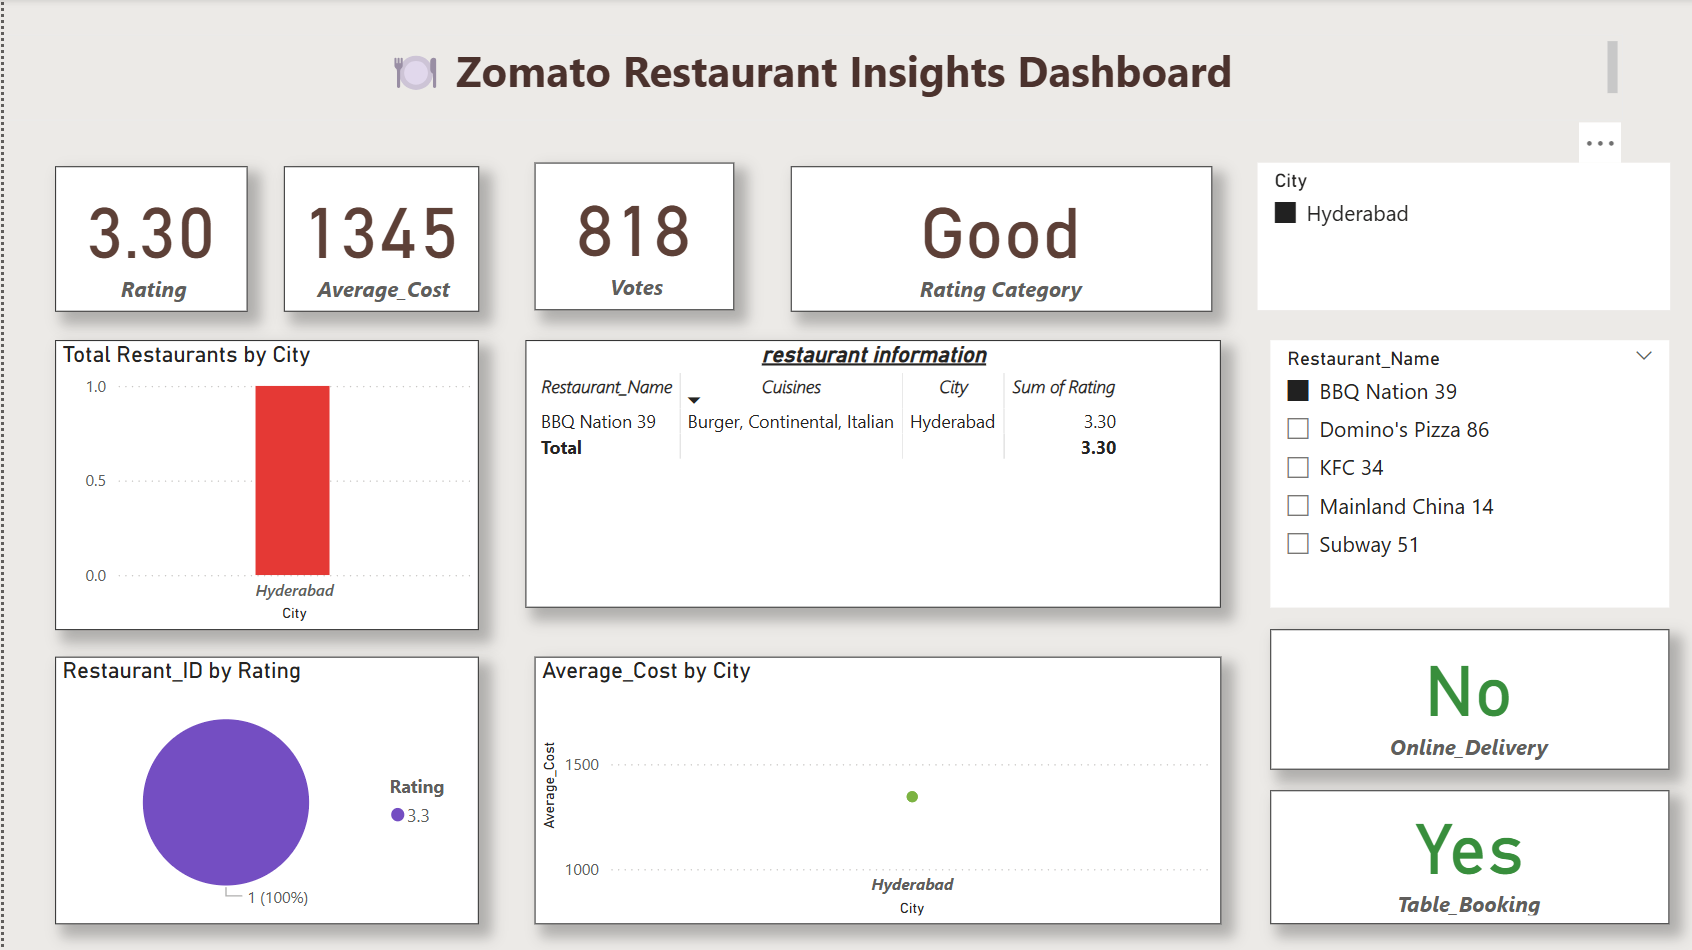 Zomato Restaurant Insights Dashboard
3.30
Rating
1345
Average_Cost
818
Votes
Good
Rating Category
City
Hyderabad
Total Restaurants by City
1.0
0.5
0.0
Hyderabad
City
restaurant information
Restaurant_Name Cuisines City Sum of Rating
BBQ Nation 39 Burger, Continental, Italian Hyderabad 3.30
Total 3.30
Restaurant_Name
BBQ Nation 39
Domino's Pizza 86
KFC 34
Mainland China 14
Subway 51
Restaurant_ID by Rating
Rating
3.3
1 (100%)
Average_Cost by City
Average_Cost
1500
1000
Hyderabad
City
No
Online_Delivery
Yes
Table_Booking